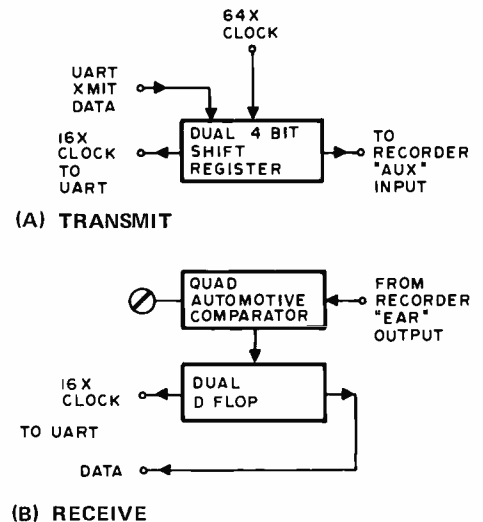 64X
CLOCK
UART
XMIT
DATA
16X
CLOCK
TO
UART
DUAL 4 BIT
SHIFT
REGISTER
TO
RECORDER
"AUX"
INPUT
(A) TRANSMIT
QUAD
AUTOMOTIVE
COMPARATOR
FROM
RECORDER
"EAR"
OUTPUT
16X
CLOCK
DUAL
D FLOP
TO UART
DATA
(B) RECEIVE